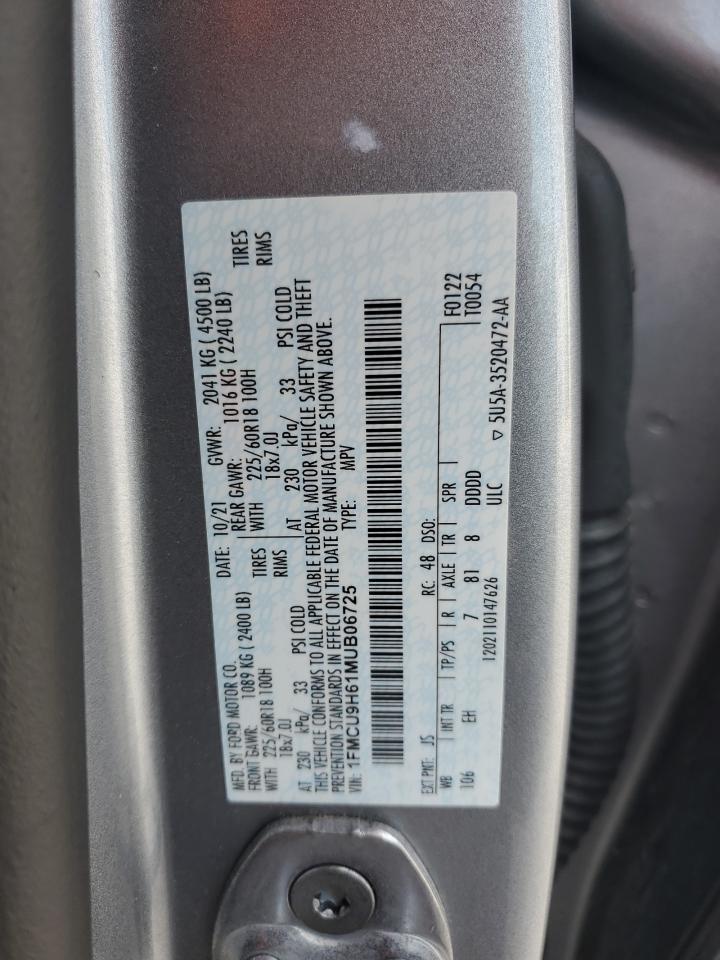 MFD. BY FORD MOTOR CO.
DATE: 10/21 GVWR: 2041 KG ( 4500 LB)
FRONT GAWR: 1089 KG ( 2400 LB)
REAR GAWR: 1016 KG ( 2240 LB)
WITH 225/60R18 100H TIRES
WITH 225/60R18 100H TIRES
18x7.0J RIMS
18x7.0J RIMS
AT 230 kPa/ 33 PSI COLD
AT 230 kPa/ 33 PSI COLD
THIS VEHICLE CONFORMS TO ALL APPLICABLE FEDERAL MOTOR VEHICLE SAFETY AND THEFT
PREVENTION STANDARDS IN EFFECT ON THE DATE OF MANUFACTURE SHOWN ABOVE.
VIN: 1FMCU9H61MUB06725 TYPE: MPV
F0122
T0054
EXT PNT: JS RC: 48 DSO:
WB INT TR TP/PS R AXLE TR SPR
106 EH 7 81 8 DDDD
1202110147626 ULC
▽ 5U5A-3520472-AA